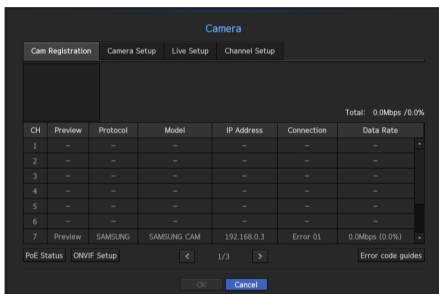 Camera
Cam Registration Camera Setup Live Setup Channel Setup
Total: 0.0Mbps /0.0%
CH Preview Protocol Model IP Address Connection Data Rate
1 – – – – – –
2 – – – – – –
3 – – – – – –
4 – – – – – –
5 – – – – – –
6 – – – – – –
7 Preview SAMSUNG SAMSUNG CAM 192.168.0.3 Error 01 0.0Mbps (0.0%)
PoE Status ONVIF Setup < 1/3 > Error code guides
OK Cancel